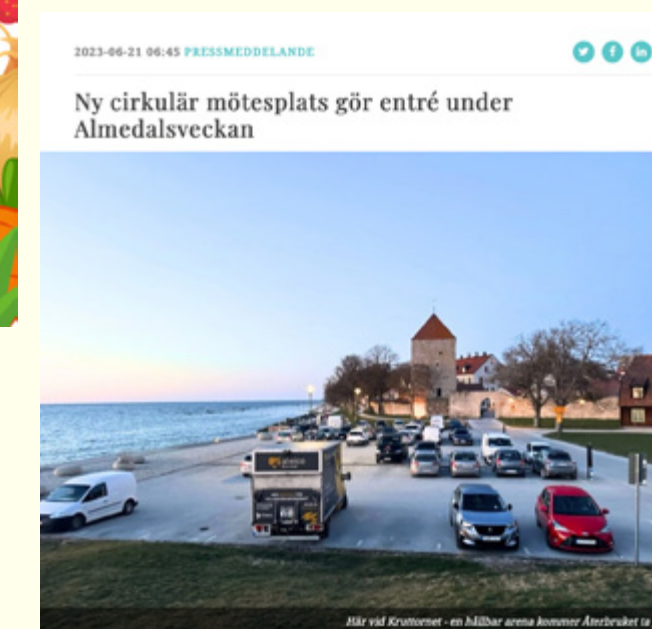 2023-06-21 06:45 PRESSMEDDELANDE
Ny cirkulär mötesplats gör entré under
Almedalsveckan
Här vid Kruttornet - en hållbar arena kommer Återbruket ta